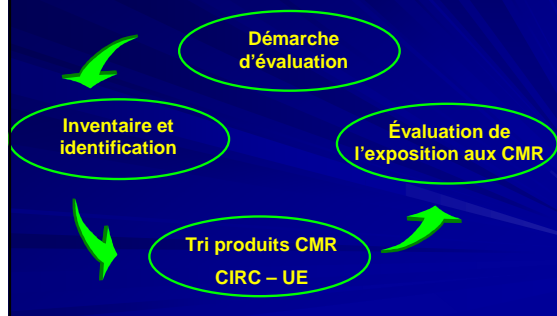 Démarche
d'évaluation
Inventaire et
identification
Évaluation de
l'exposition aux CMR
Tri produits CMR
CIRC – UE